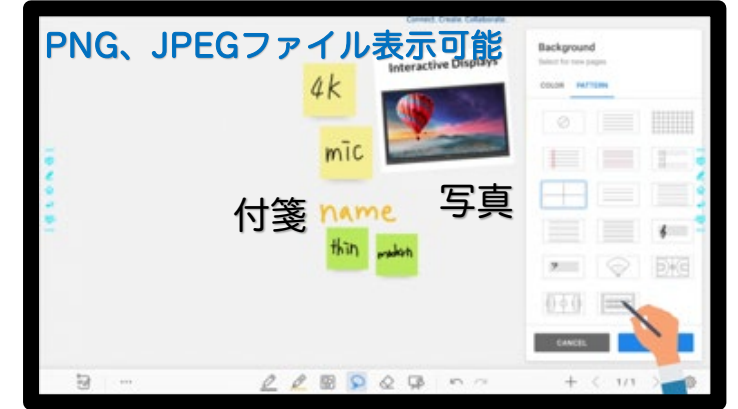 Connect. Create. Collaborate.
PNG、JPEGファイル表示可能
Interactive Displays
4k
mic
付箋
name
写真
thin
modern
Background
Select for new pages
COLOR PATTERN
CANCEL
1/1